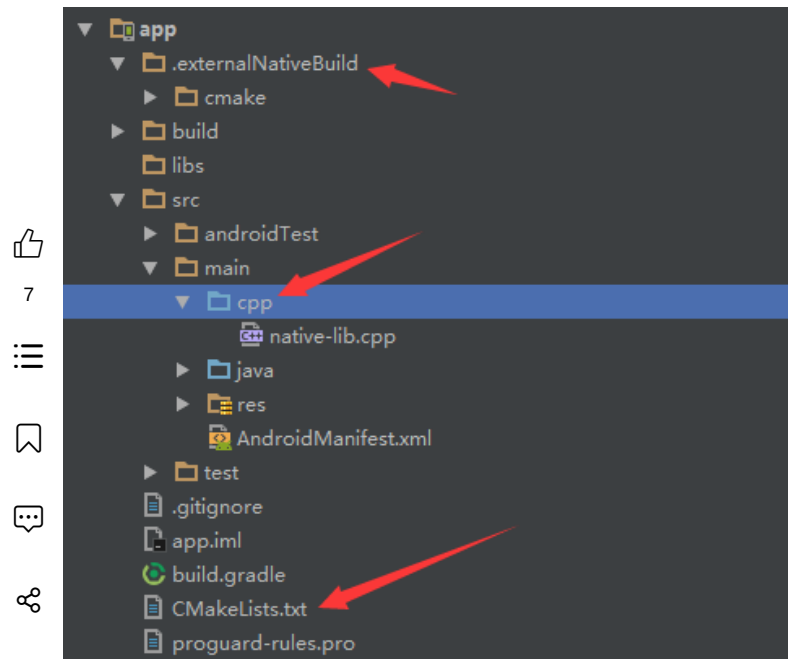 app
.externalNativeBuild
cmake
build
libs
src
androidTest
main
cpp
native-lib.cpp
java
res
AndroidManifest.xml
test
.gitignore
app.iml
build.gradle
CMakeLists.txt
proguard-rules.pro
7